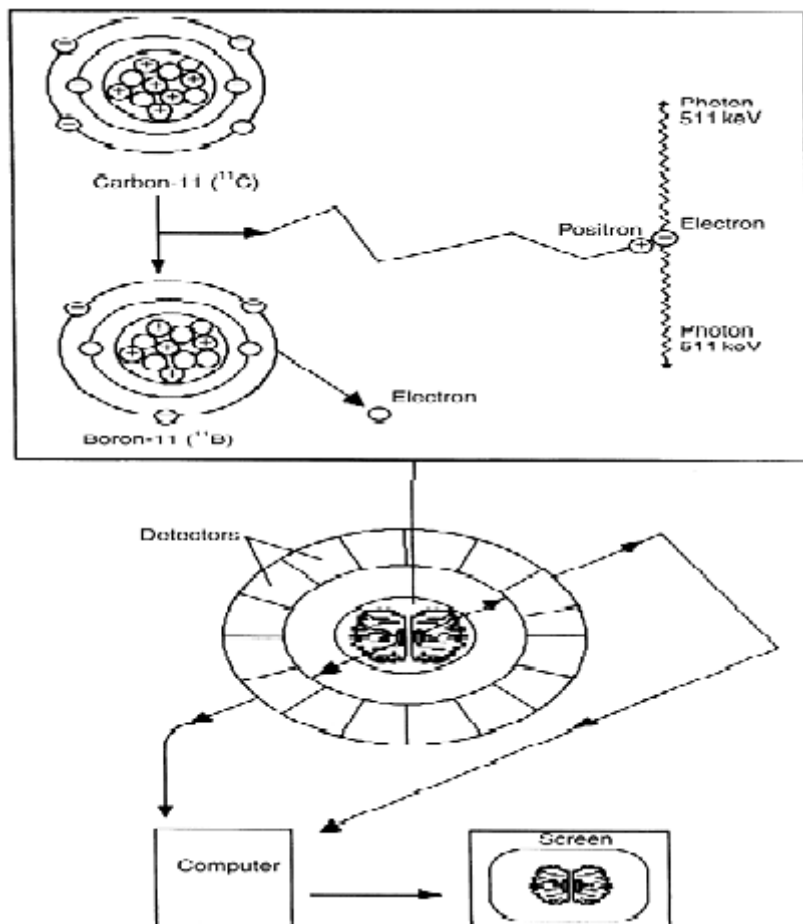 Photon
511 keV
Carbon-11 (¹¹C)
Positron
Electron
Photon
511 keV
Electron
Boron-11 (¹¹B)
Detectors
Computer
Screen